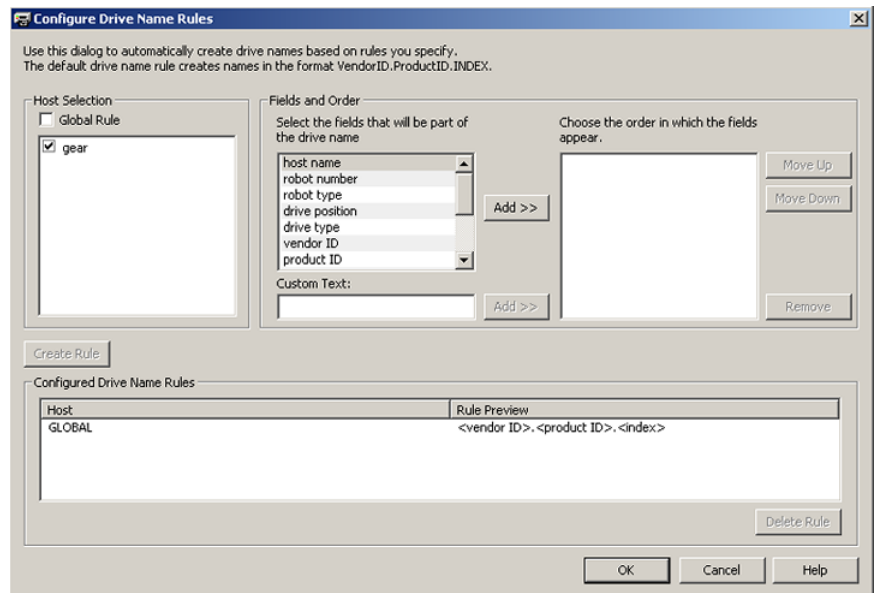 Configure Drive Name Rules
Use this dialog to automatically create drive names based on rules you specify.
The default drive name rule creates names in the format VendorID.ProductID.INDEX.
Host Selection
Global Rule
gear
Fields and Order
Select the fields that will be part of
the drive name
host name
robot number
robot type
drive position
drive type
vendor ID
product ID
Custom Text:
Add >>
Add >>
Choose the order in which the fields
appear.
Move Up
Move Down
Remove
Create Rule
Configured Drive Name Rules
Host
Rule Preview
GLOBAL
<vendor ID>.<product ID>.<index>
Delete Rule
OK
Cancel
Help